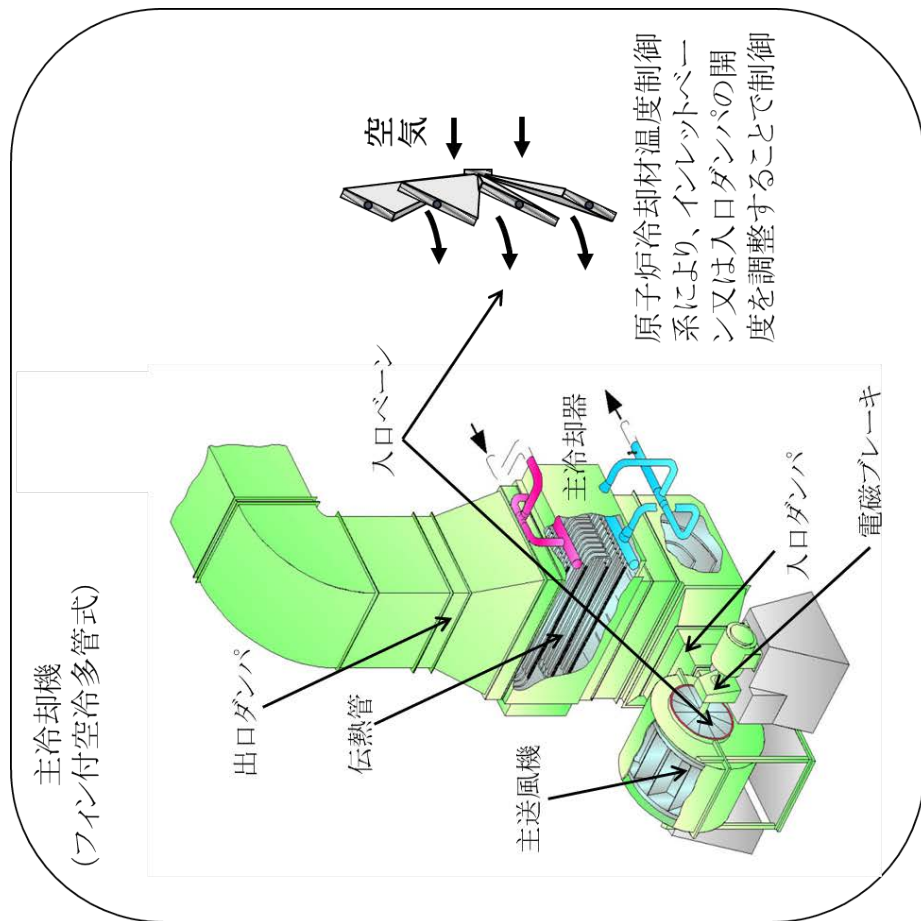 主冷却機
(フィン付空冷多管式)
出口ダンパ
伝熱管
主送風機
入口ベーン
主冷却器
入口ダンパ
電磁ブレーキ
空気
原子炉冷却材温度制御
系により、インレットベー
ン又は入口ダンパの開
度を調整することで制御